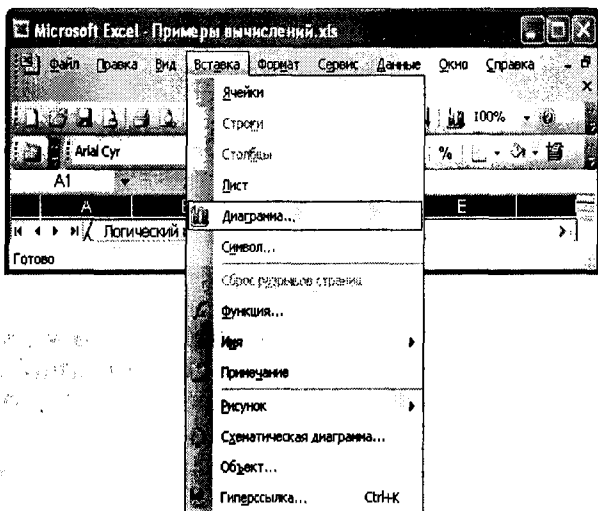 Microsoft Excel - Примеры вычислений.xls
Файл Правка Вид Вставка Формат Сервис Данные Окно Справка
Ячейки
Строки
100%
Столбцы
Arial Cyr
%
Лист
A1
Диаграмма...
A
E
Логический
Символ...
Готово
Сброс разрывов страниц
Функция...
Имя
Примечание
Рисунок
Схематическая диаграмма...
Объект...
Гиперссылка... Ctrl+K